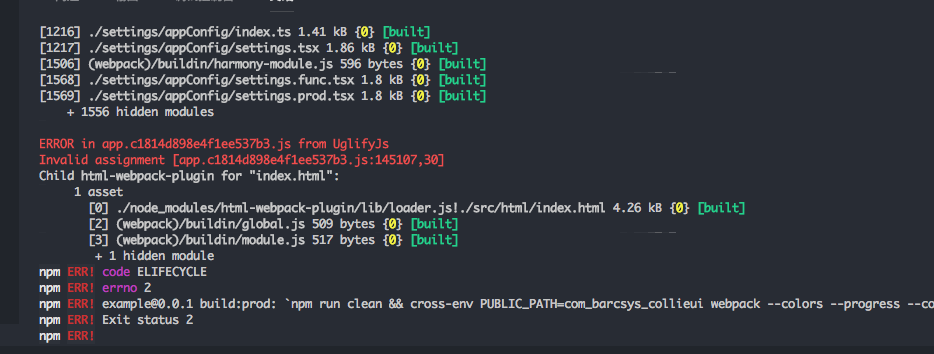 [1216] ./settings/appConfig/index.ts 1.41 kB {0} [built]
[1217] ./settings/appConfig/settings.tsx 1.86 kB {0} [built]
[1506] (webpack)/buildin/harmony-module.js 596 bytes {0} [built]
[1568] ./settings/appConfig/settings.func.tsx 1.8 kB {0} [built]
[1569] ./settings/appConfig/settings.prod.tsx 1.8 kB {0} [built]
+ 1556 hidden modules
ERROR in app.c1814d898e4f1ee537b3.js from UglifyJs
Invalid assignment [app.c1814d898e4f1ee537b3.js:145107,30]
Child html-webpack-plugin for "index.html":
1 asset
[0] ./node_modules/html-webpack-plugin/lib/loader.js!./src/html/index.html 4.26 kB {0} [built]
[2] (webpack)/buildin/global.js 509 bytes {0} [built]
[3] (webpack)/buildin/module.js 517 bytes {0} [built]
+ 1 hidden module
npm ERR! code ELIFECYCLE
npm ERR! errno 2
npm ERR! example@0.0.1 build:prod: `npm run clean && cross-env PUBLIC_PATH=com_barcsys_collieui webpack --colors --progress --co
npm ERR! Exit status 2
npm ERR!